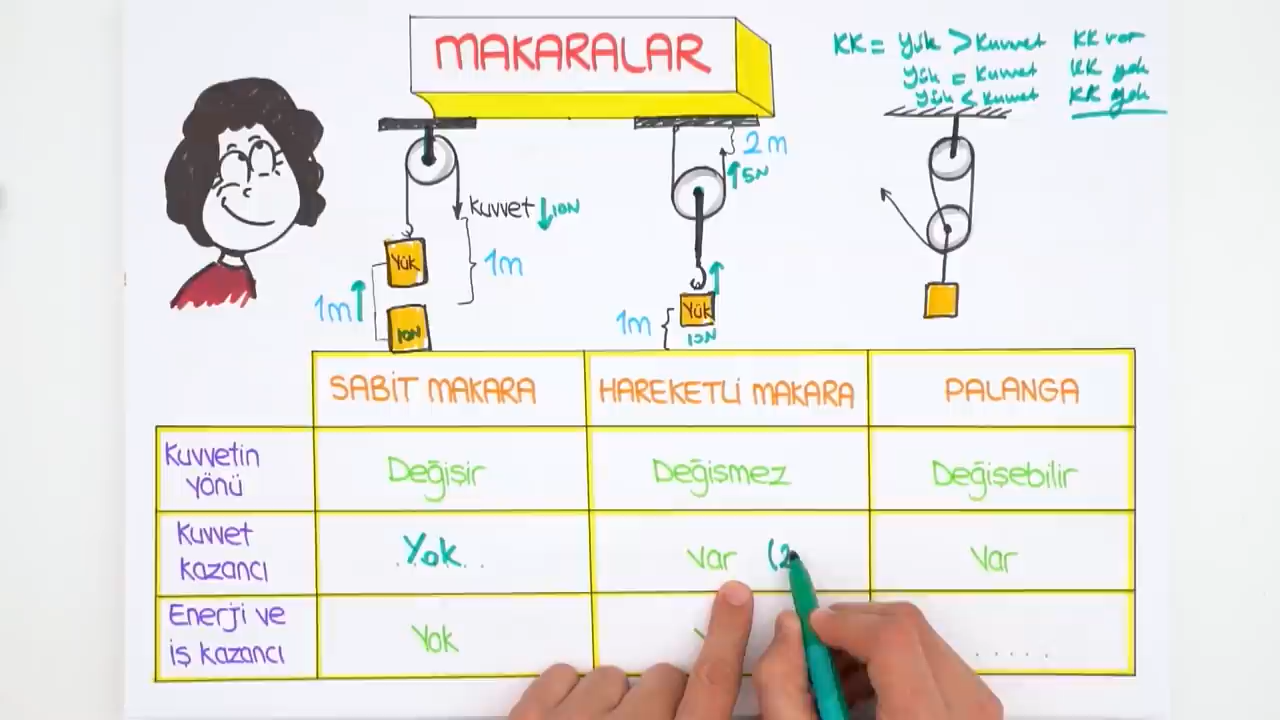 MAKARALAR
KK = Yük > Kuvvet KK var
Yük = Kuvvet KK yok
Yük < Kuvvet KK yok
2m
5N
Kuvvet 10N
Yük
1m
1m
10N
Yük
10N
1m
SABİT MAKARA HAREKETLİ MAKARA PALANGA
Kuvvetin
yönü
Değişir Değişmez Değişebilir
Kuvvet
kazancı
Yok Var (2 Var
Enerji ve
iş kazancı
Yok .....